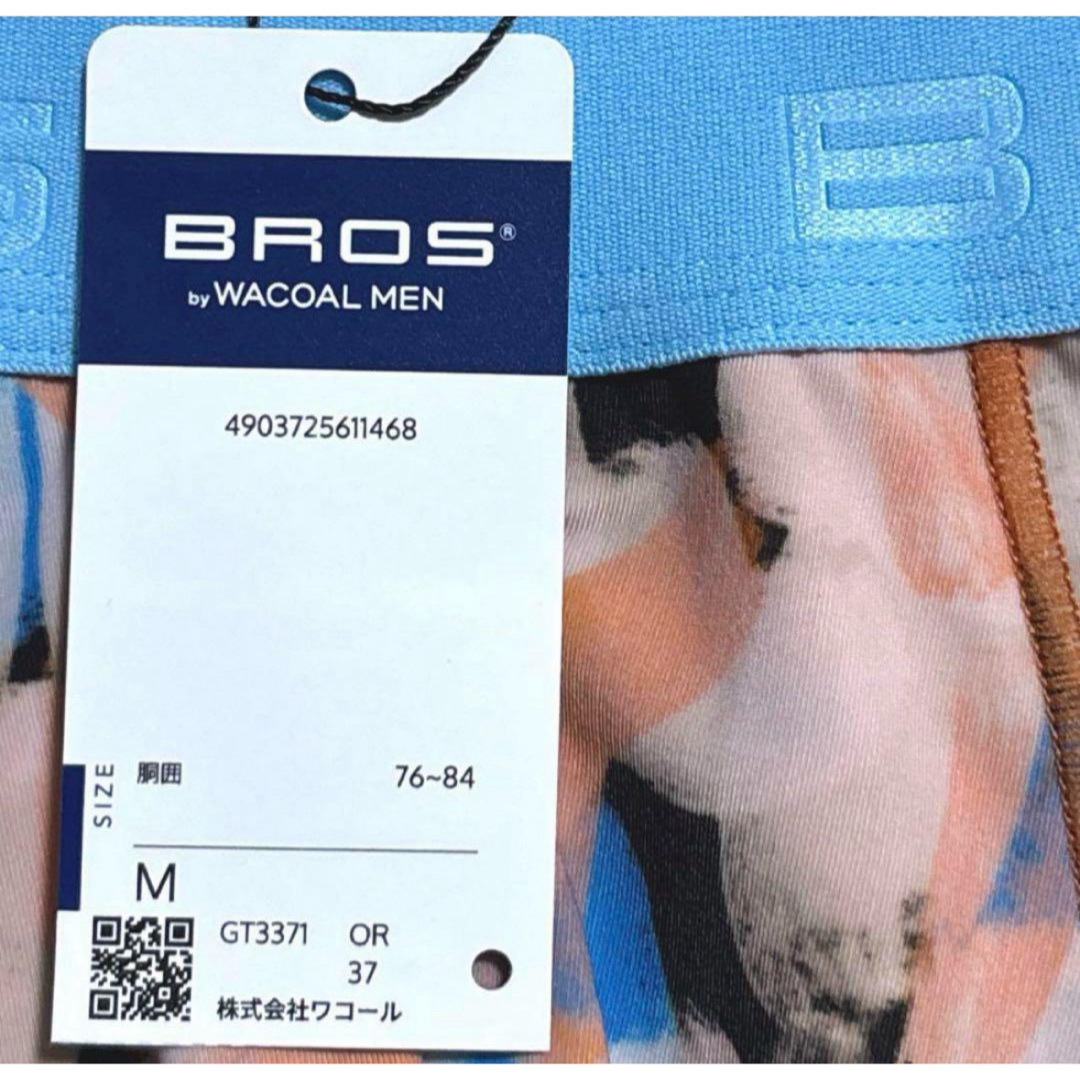 BROS®
by WACOAL MEN
B
4903725611468
SIZE
胴囲 76~84
M
GT3371 OR
37
株式会社ワコール